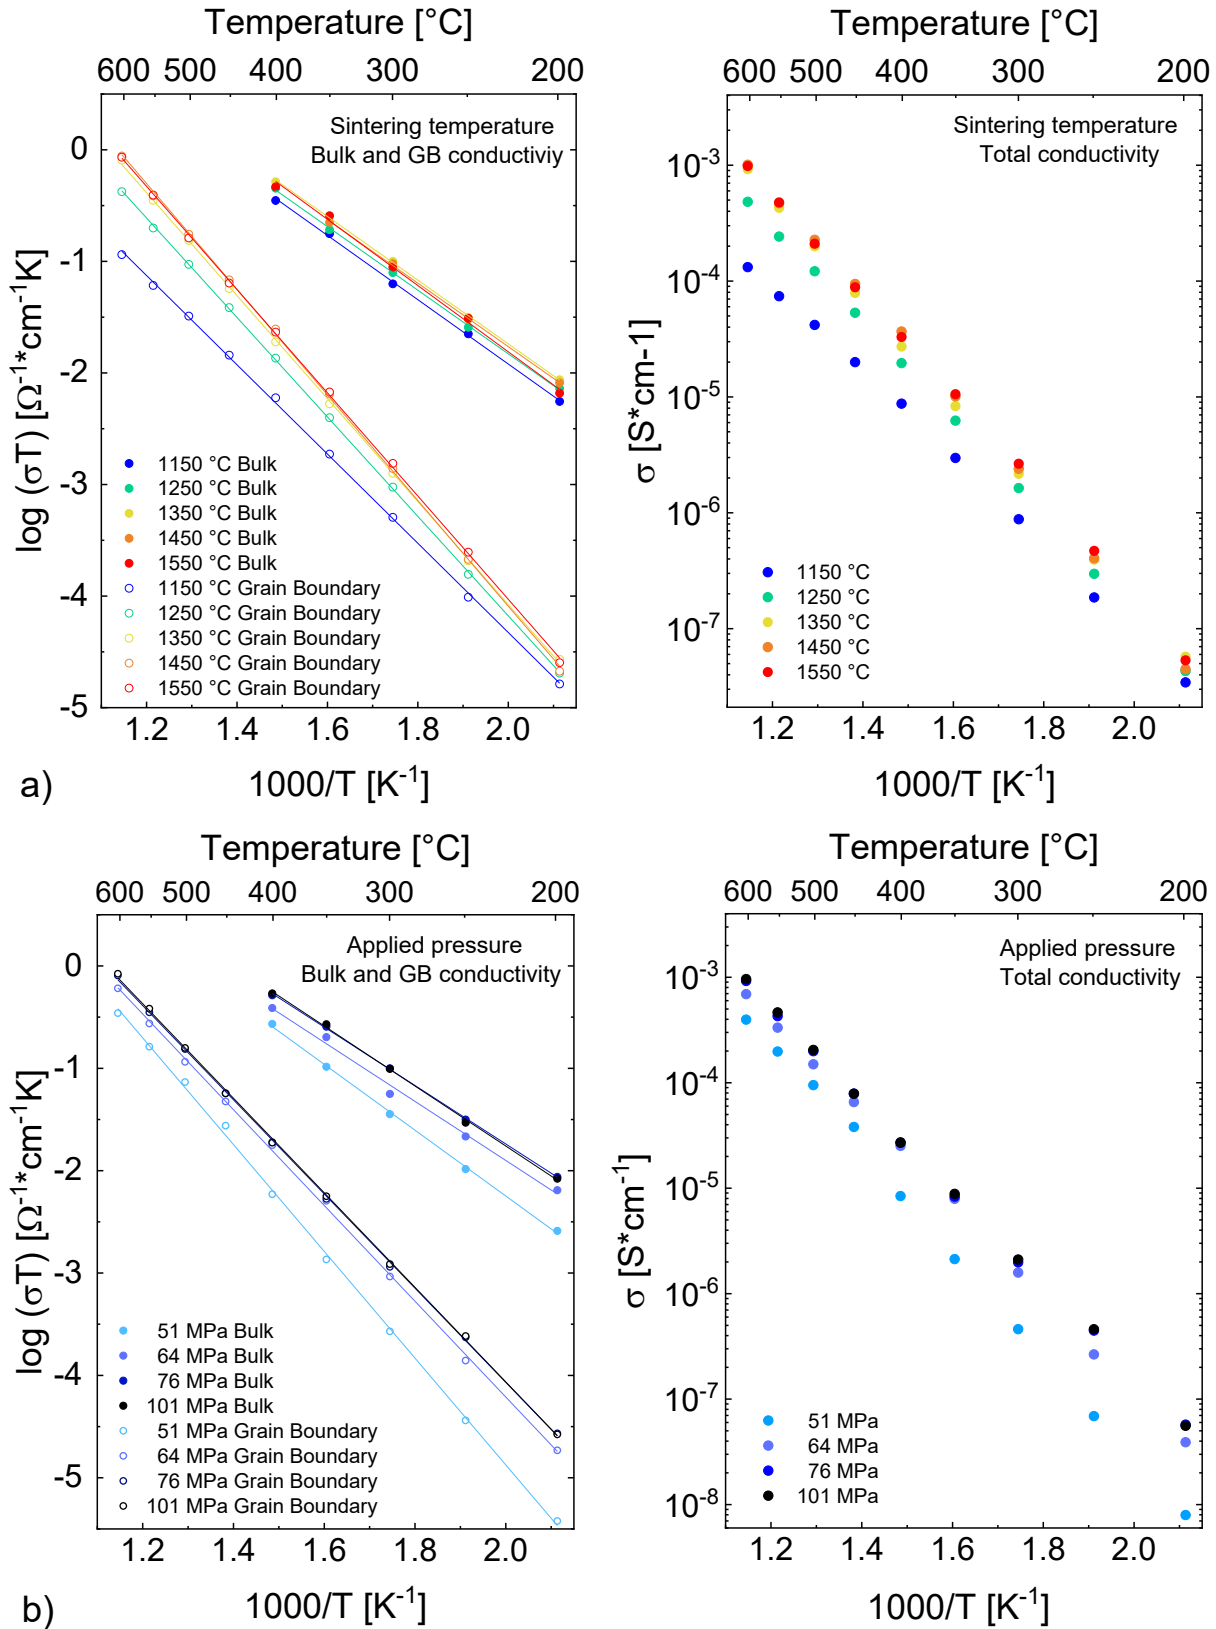 Temperature [°C]
600 500 400 300 200
Sintering temperature
Bulk and GB conductiviy
0
-1
-2
-3
-4
-5
log (σT) [Ω⁻¹*cm⁻¹K]
1150 °C Bulk
1250 °C Bulk
1350 °C Bulk
1450 °C Bulk
1550 °C Bulk
1150 °C Grain Boundary
1250 °C Grain Boundary
1350 °C Grain Boundary
1450 °C Grain Boundary
1550 °C Grain Boundary
1.2 1.4 1.6 1.8 2.0
1000/T [K⁻¹]
a)
Temperature [°C]
600 500 400 300 200
Sintering temperature
Total conductivity
10⁻³
10⁻⁴
10⁻⁵
10⁻⁶
10⁻⁷
σ [S*cm-1]
1150 °C
1250 °C
1350 °C
1450 °C
1550 °C
1.2 1.4 1.6 1.8 2.0
1000/T [K⁻¹]
Temperature [°C]
600 500 400 300 200
Applied pressure
Bulk and GB conductivity
0
-1
-2
-3
-4
-5
log (σT) [Ω⁻¹*cm⁻¹K]
51 MPa Bulk
64 MPa Bulk
76 MPa Bulk
101 MPa Bulk
51 MPa Grain Boundary
64 MPa Grain Boundary
76 MPa Grain Boundary
101 MPa Grain Boundary
1.2 1.4 1.6 1.8 2.0
1000/T [K⁻¹]
b)
Temperature [°C]
600 500 400 300 200
Applied pressure
Total conductivity
10⁻³
10⁻⁴
10⁻⁵
10⁻⁶
10⁻⁷
10⁻⁸
σ [S*cm⁻¹]
51 MPa
64 MPa
76 MPa
101 MPa
1.2 1.4 1.6 1.8 2.0
1000/T [K⁻¹]